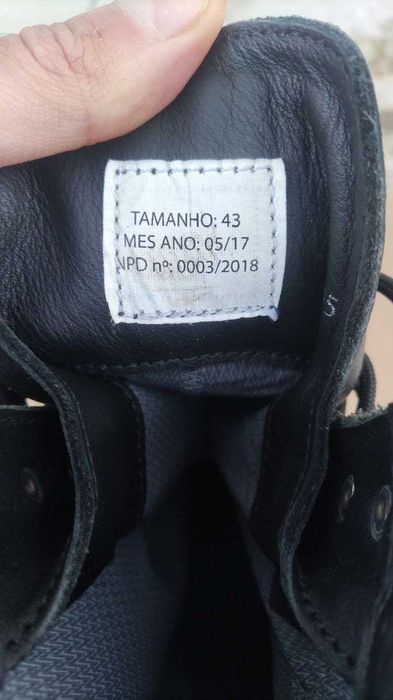 TAMANHO: 43
MES ANO: 05/17
NPD nº: 0003/2018